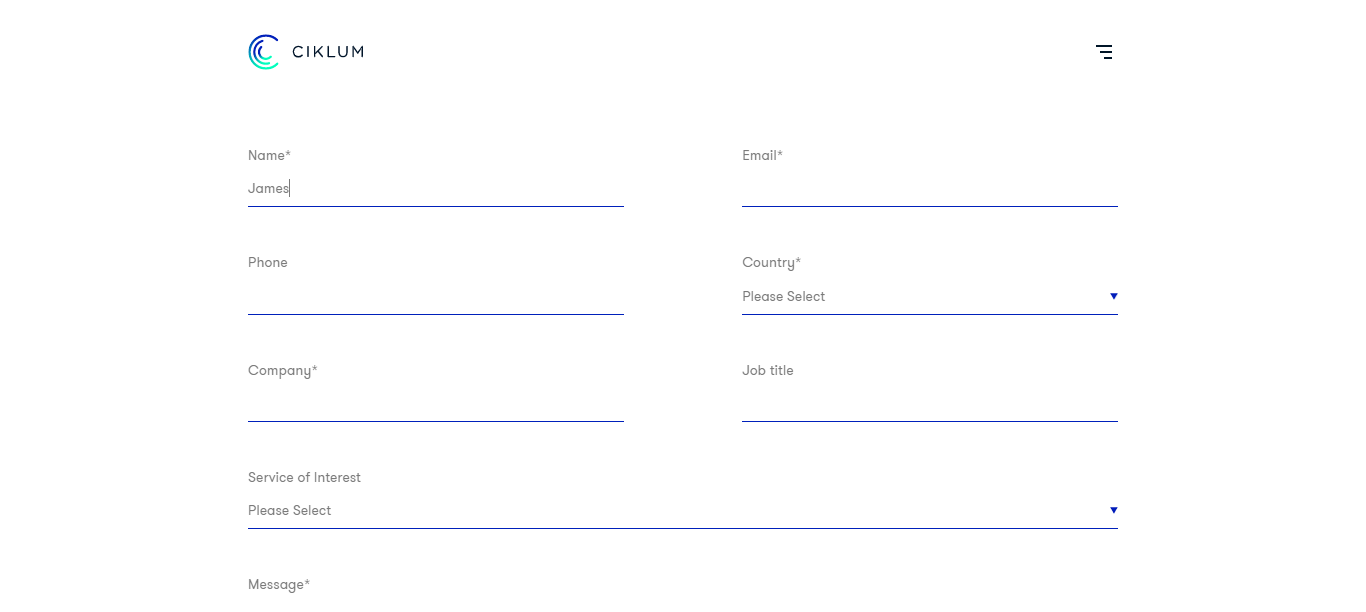 CIKLUM
Name*
Email*
James
Phone
Country*
Please Select
Company*
Job title
Service of Interest
Please Select
Message*